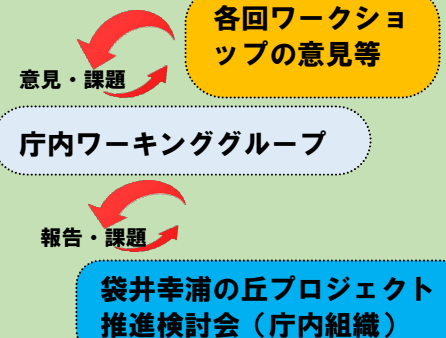 各回ワークショ
ップの意見等
意見・課題
庁内ワーキンググループ
報告・課題
袋井幸浦の丘プロジェクト
推進検討会（庁内組織）